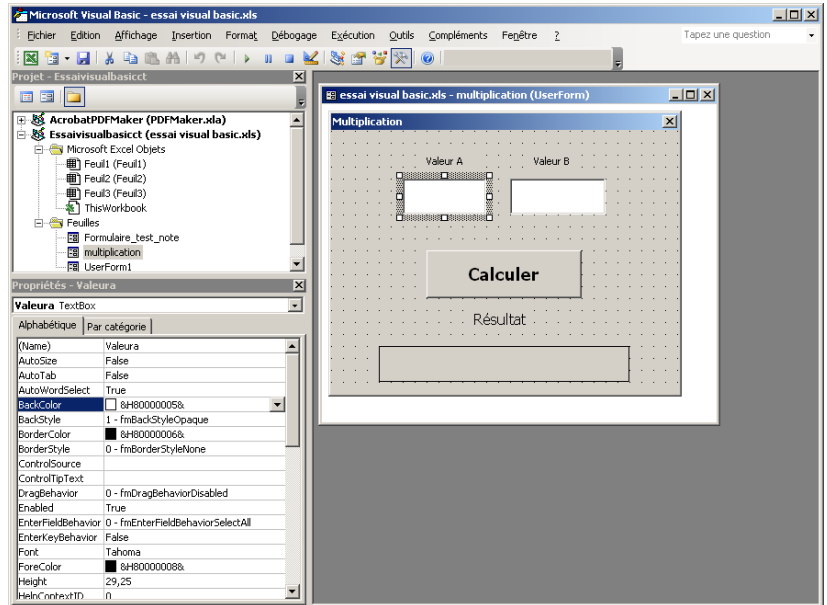 Microsoft Visual Basic - essai visual basic.xls
Fichier Edition Affichage Insertion Format Débogage Exécution Outils Compléments Fenêtre ? Tapez une question
Projet - Essaivisualbasicct
AcrobatPDFMaker (PDFMaker.xla)
Essaivisualbasicct (essai visual basic.xls)
Microsoft Excel Objets
Feuil1 (Feuil1)
Feuil2 (Feuil2)
Feuil3 (Feuil3)
ThisWorkbook
Feuilles
Formulaire_test_note
multiplication
UserForm1
Propriétés - Valeura
Valeura TextBox
Alphabétique Par catégorie
(Name) Valeura
AutoSize False
AutoTab False
AutoWordSelect True
BackColor &H80000005&
BackStyle 1 - fmBackStyleOpaque
BorderColor &H80000006&
BorderStyle 0 - fmBorderStyleNone
ControlSource
ControlTipText
DragBehavior 0 - fmDragBehaviorDisabled
Enabled True
EnterFieldBehavior 0 - fmEnterFieldBehaviorSelectAll
EnterKeyBehavior False
Font Tahoma
ForeColor &H80000008&
Height 29,25
HelpContextID 0
essai visual basic.xls - multiplication (UserForm)
Multiplication
Valeur A Valeur B
Calculer
Résultat